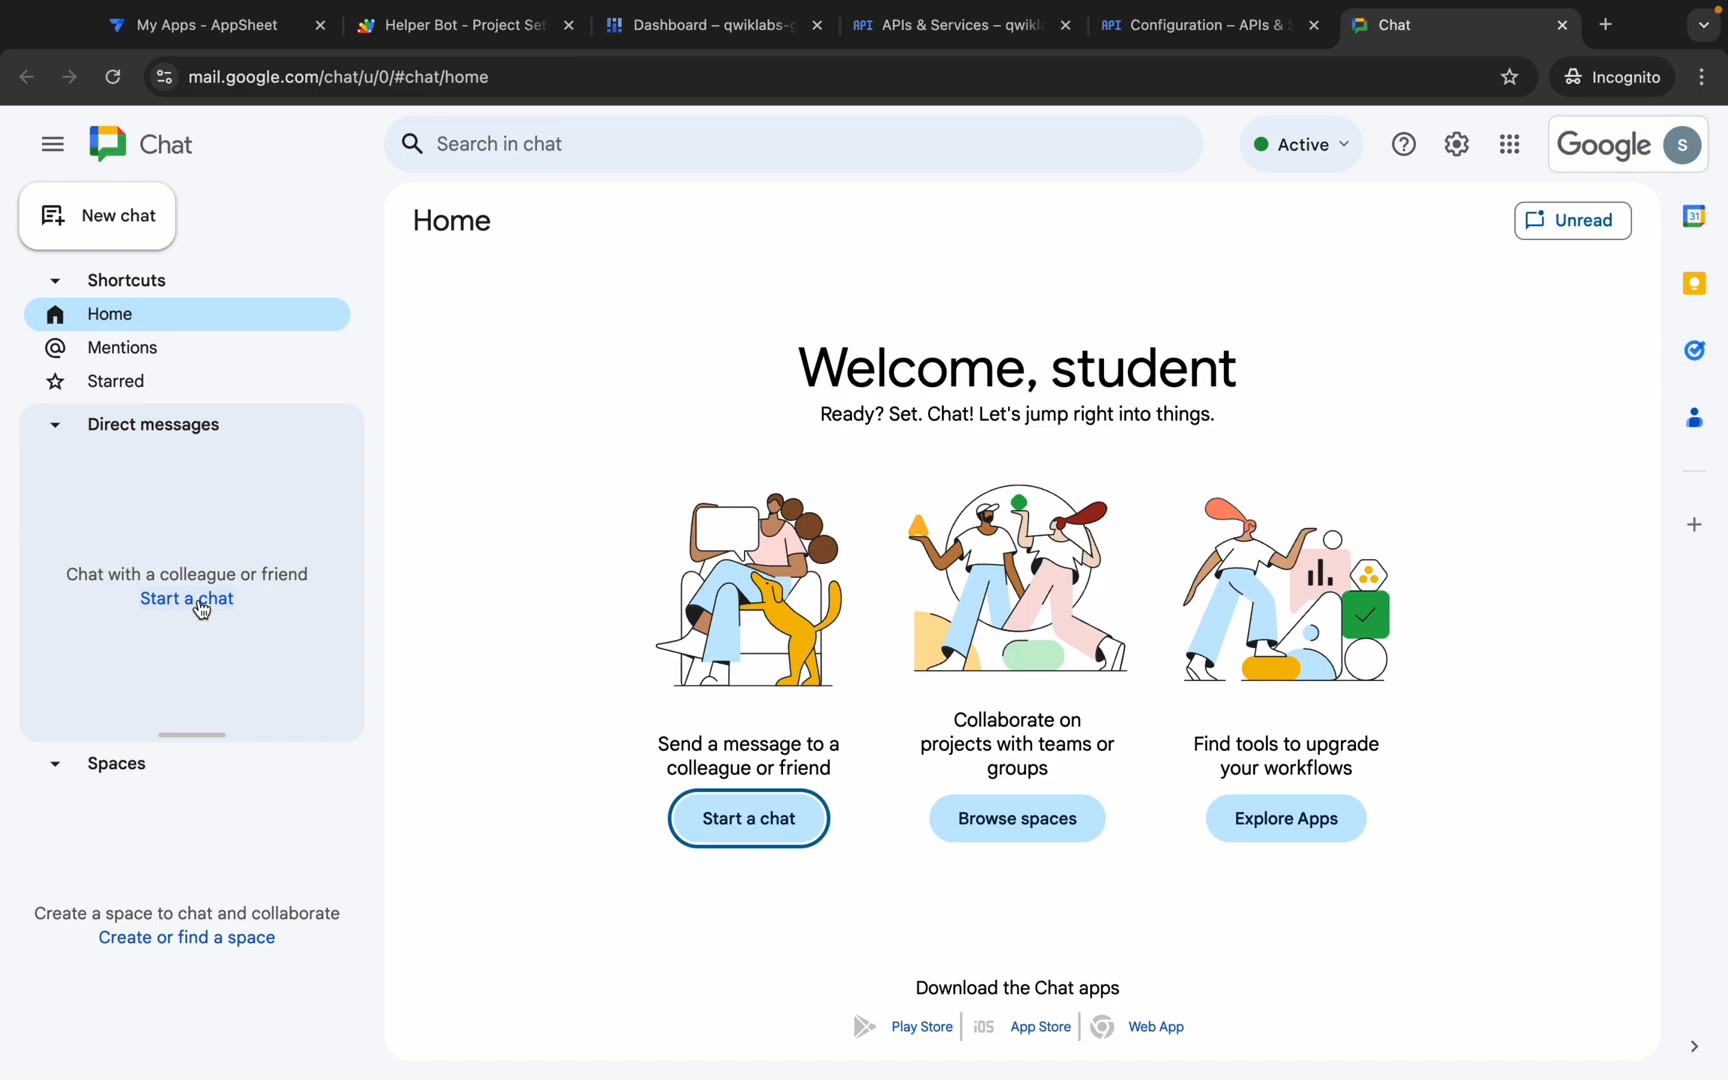 My Apps - AppSheet
Helper Bot - Project Set
Dashboard – qwiklabs-g
API APIs & Services – qwikl
API Configuration – APIs & S
Chat
mail.google.com/chat/u/0/#chat/home
Incognito
Chat
Search in chat
Active
Google
S
New chat
Home
Unread
31
Shortcuts
Home
Mentions
Starred
Direct messages
Welcome, student
Ready? Set. Chat! Let's jump right into things.
Chat with a colleague or friend
Start a chat
Send a message to a
colleague or friend
Start a chat
Collaborate on
projects with teams or
groups
Browse spaces
Find tools to upgrade
your workflows
Explore Apps
Spaces
Create a space to chat and collaborate
Create or find a space
Download the Chat apps
Play Store
iOS App Store
Web App